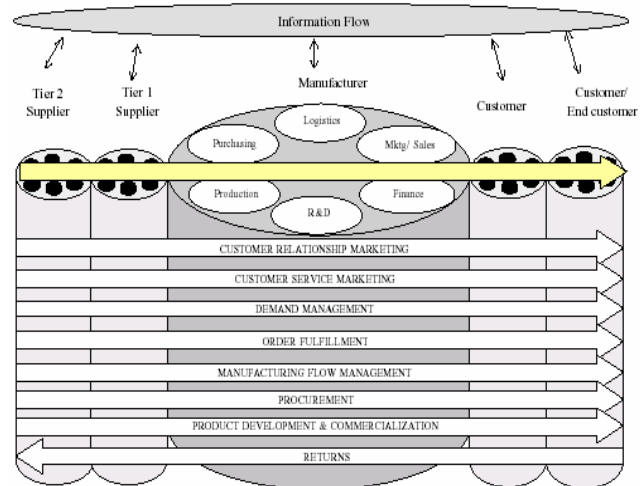 Information Flow
Manufacturer
Tier 2
Supplier
Tier 1
Supplier
Customer
Customer/
End customer
Logistics
Purchasing
Mktg/ Sales
Production
Finance
R&D
CUSTOMER RELATIONSHIP MARKETING
CUSTOMER SERVICE MARKETING
DEMAND MANAGEMENT
ORDER FULFILLMENT
MANUFACTURING FLOW MANAGEMENT
PROCUREMENT
PRODUCT DEVELOPMENT & COMMERCIALIZATION
RETURNS